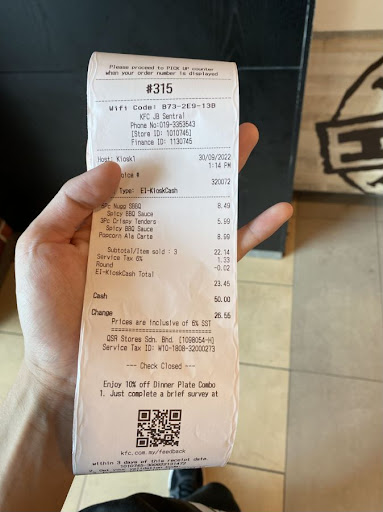 Please proceed to PICK UP counter
when your order number is displayed
#315
Wifi Code: B73-2E9-13B
KFC JB Sentral
Phone No:019-3353543
[Store ID: 1010745]
Finance ID: 1130745
Host: Kiosk1 30/09/2022
1:14 PM
#
320072
Type: EI-KioskCash
Nugg SBBQ 8.49
Spicy BBQ Sauce
3Pc Crispy Tenders 5.99
Spicy BBQ Sauce
Popcorn Ala Carte 8.99
Subtotal/Item sold : 3 22.14
Service Tax 6% 1.33
Round -0.02
EI-KioskCash Total
23.45
Cash 50.00
Change 26.55
Prices are inclusive of 6% SST
QSR Stores Sdn. Bhd. [1098054-H]
Service Tax ID: W10-1808-32000273
--- Check Closed ---
Enjoy 10% off Dinner Plate Combo
1. Just complete a brief survey at
kfc.com.my/feedback
within 3 days of this receipt date.